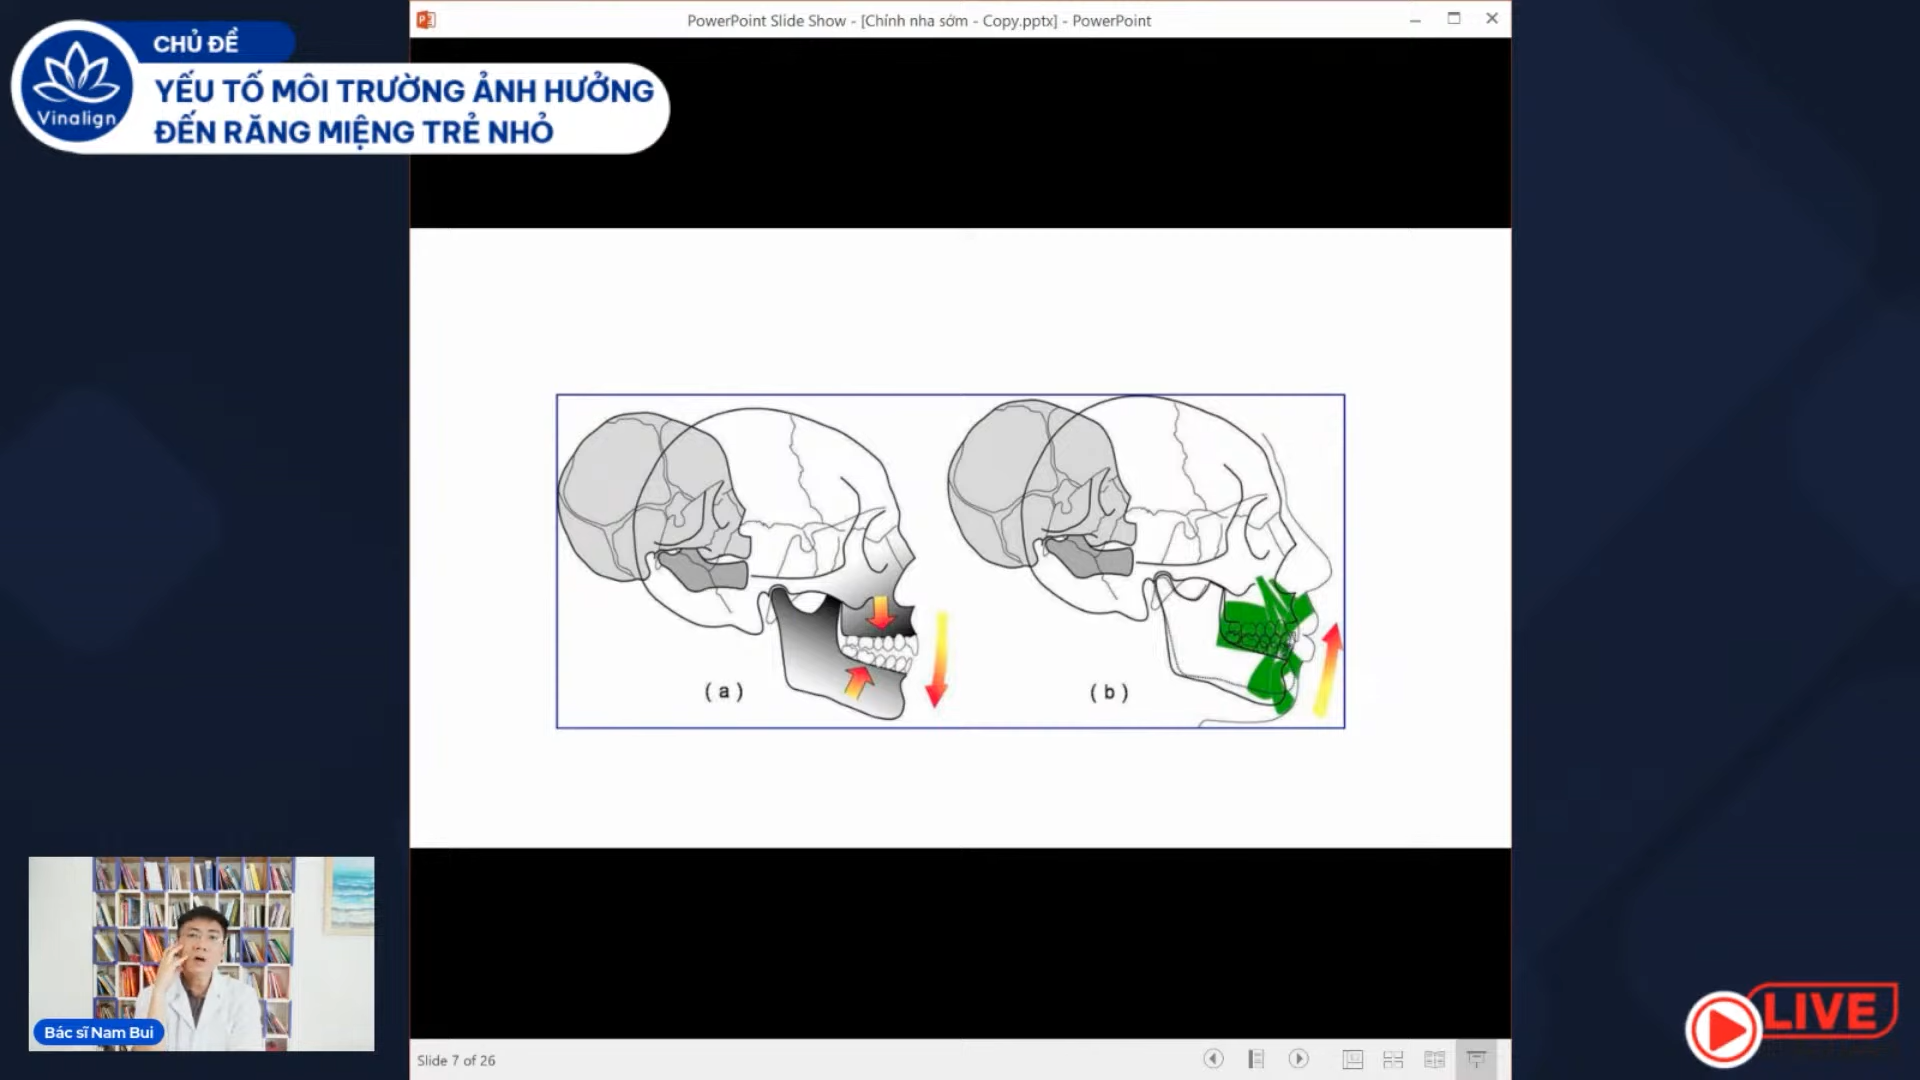 PowerPoint Slide Show - [Chỉnh nha sớm - Copy.pptx] - PowerPoint
CHỦ ĐỀ
YẾU TỐ MÔI TRƯỜNG ẢNH HƯỞNG
ĐẾN RĂNG MIỆNG TRẺ NHỎ
Vinalign
(a)
(b)
Bác sĩ Nam Bui
LIVE
Slide 7 of 26